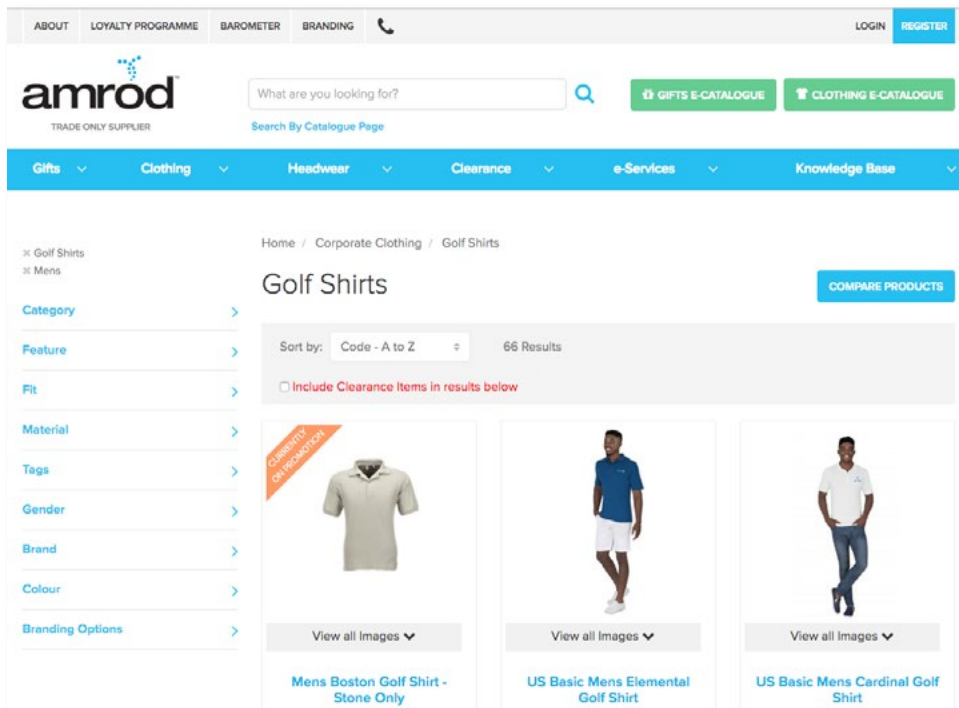 ABOUT LOYALTY PROGRAMME BAROMETER BRANDING LOGIN REGISTER
amrod
TRADE ONLY SUPPLIER
What are you looking for?
Search By Catalogue Page
GIFTS E-CATALOGUE
CLOTHING E-CATALOGUE
Gifts Clothing Headwear Clearance e-Services Knowledge Base
Golf Shirts
Mens
Category
Feature
Fit
Material
Tags
Gender
Brand
Colour
Branding Options
Home / Corporate Clothing / Golf Shirts
Golf Shirts
COMPARE PRODUCTS
Sort by: Code - A to Z 66 Results
Include Clearance Items in results below
CURRENTLY
ON PROMOTION
View all Images
Mens Boston Golf Shirt -
Stone Only
View all Images
US Basic Mens Elemental
Golf Shirt
View all Images
US Basic Mens Cardinal Golf
Shirt